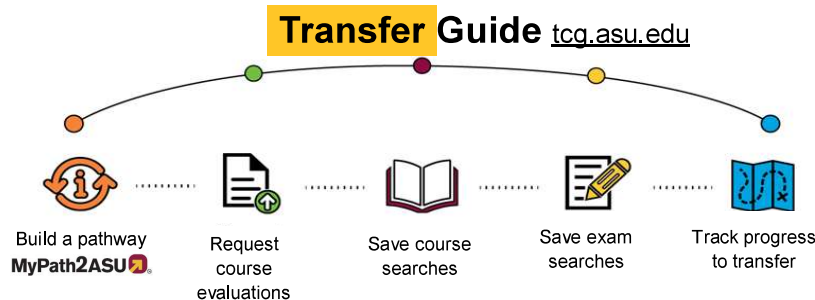 Transfer Guide tcg.asu.edu
Build a pathway
MyPath2ASU®
Request
course
evaluations
Save course
searches
Save exam
searches
Track progress
to transfer